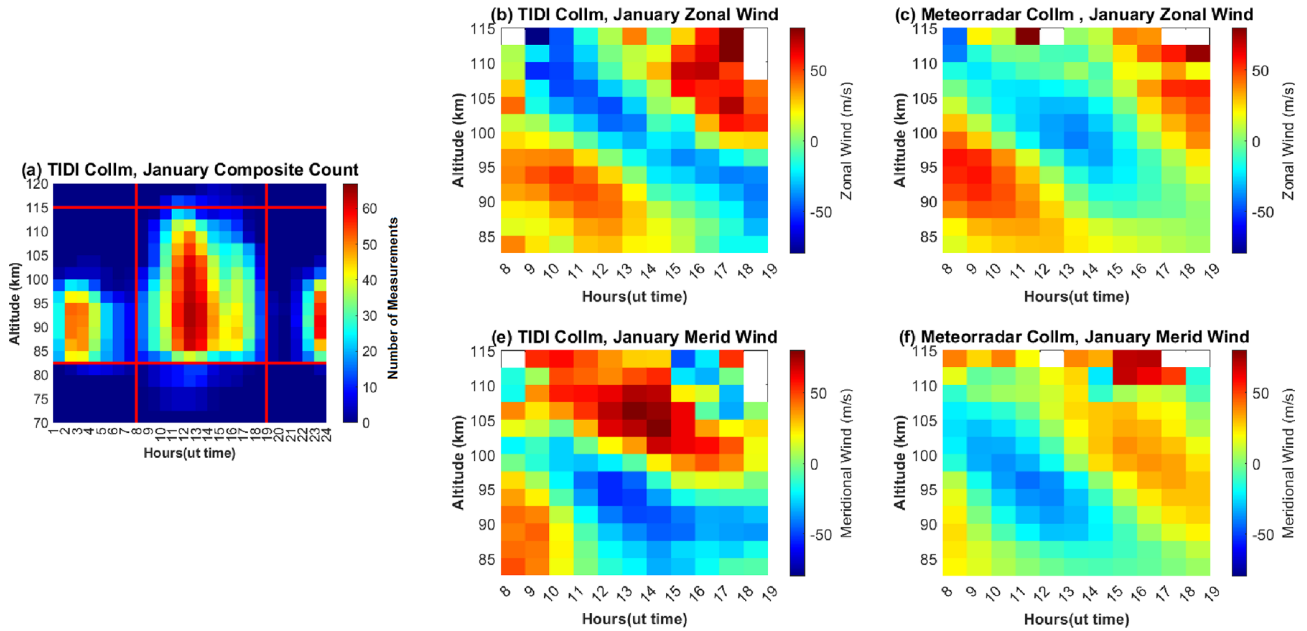 (a) TIDI Collm, January Composite Count
120
115
110
105
100
95
90
85
80
75
70
Altitude (km)
1 2 3 4 5 6 7 8 9 10 11 12 13 14 15 16 17 18 19 20 21 22 23 24
Hours(ut time)
60
50
40
30
20
10
0
Number of Measurements
(b) TIDI Collm, January Zonal Wind
115
110
105
100
95
90
85
Altitude (km)
8 9 10 11 12 13 14 15 16 17 18 19
Hours(ut time)
50
0
-50
Zonal Wind (m/s)
(c) Meteorradar Collm , January Zonal Wind
115
110
105
100
95
90
85
Altitude (km)
8 9 10 11 12 13 14 15 16 17 18 19
Hours(ut time)
50
0
-50
Zonal Wind (m/s)
(e) TIDI Collm, January Merid Wind
115
110
105
100
95
90
85
Altitude (km)
8 9 10 11 12 13 14 15 16 17 18 19
Hours(ut time)
50
0
-50
Meridional Wind (m/s)
(f) Meteorradar Collm, January Merid Wind
115
110
105
100
95
90
85
Altitude (km)
8 9 10 11 12 13 14 15 16 17 18 19
Hours(ut time)
50
0
-50
Meridional Wind (m/s)